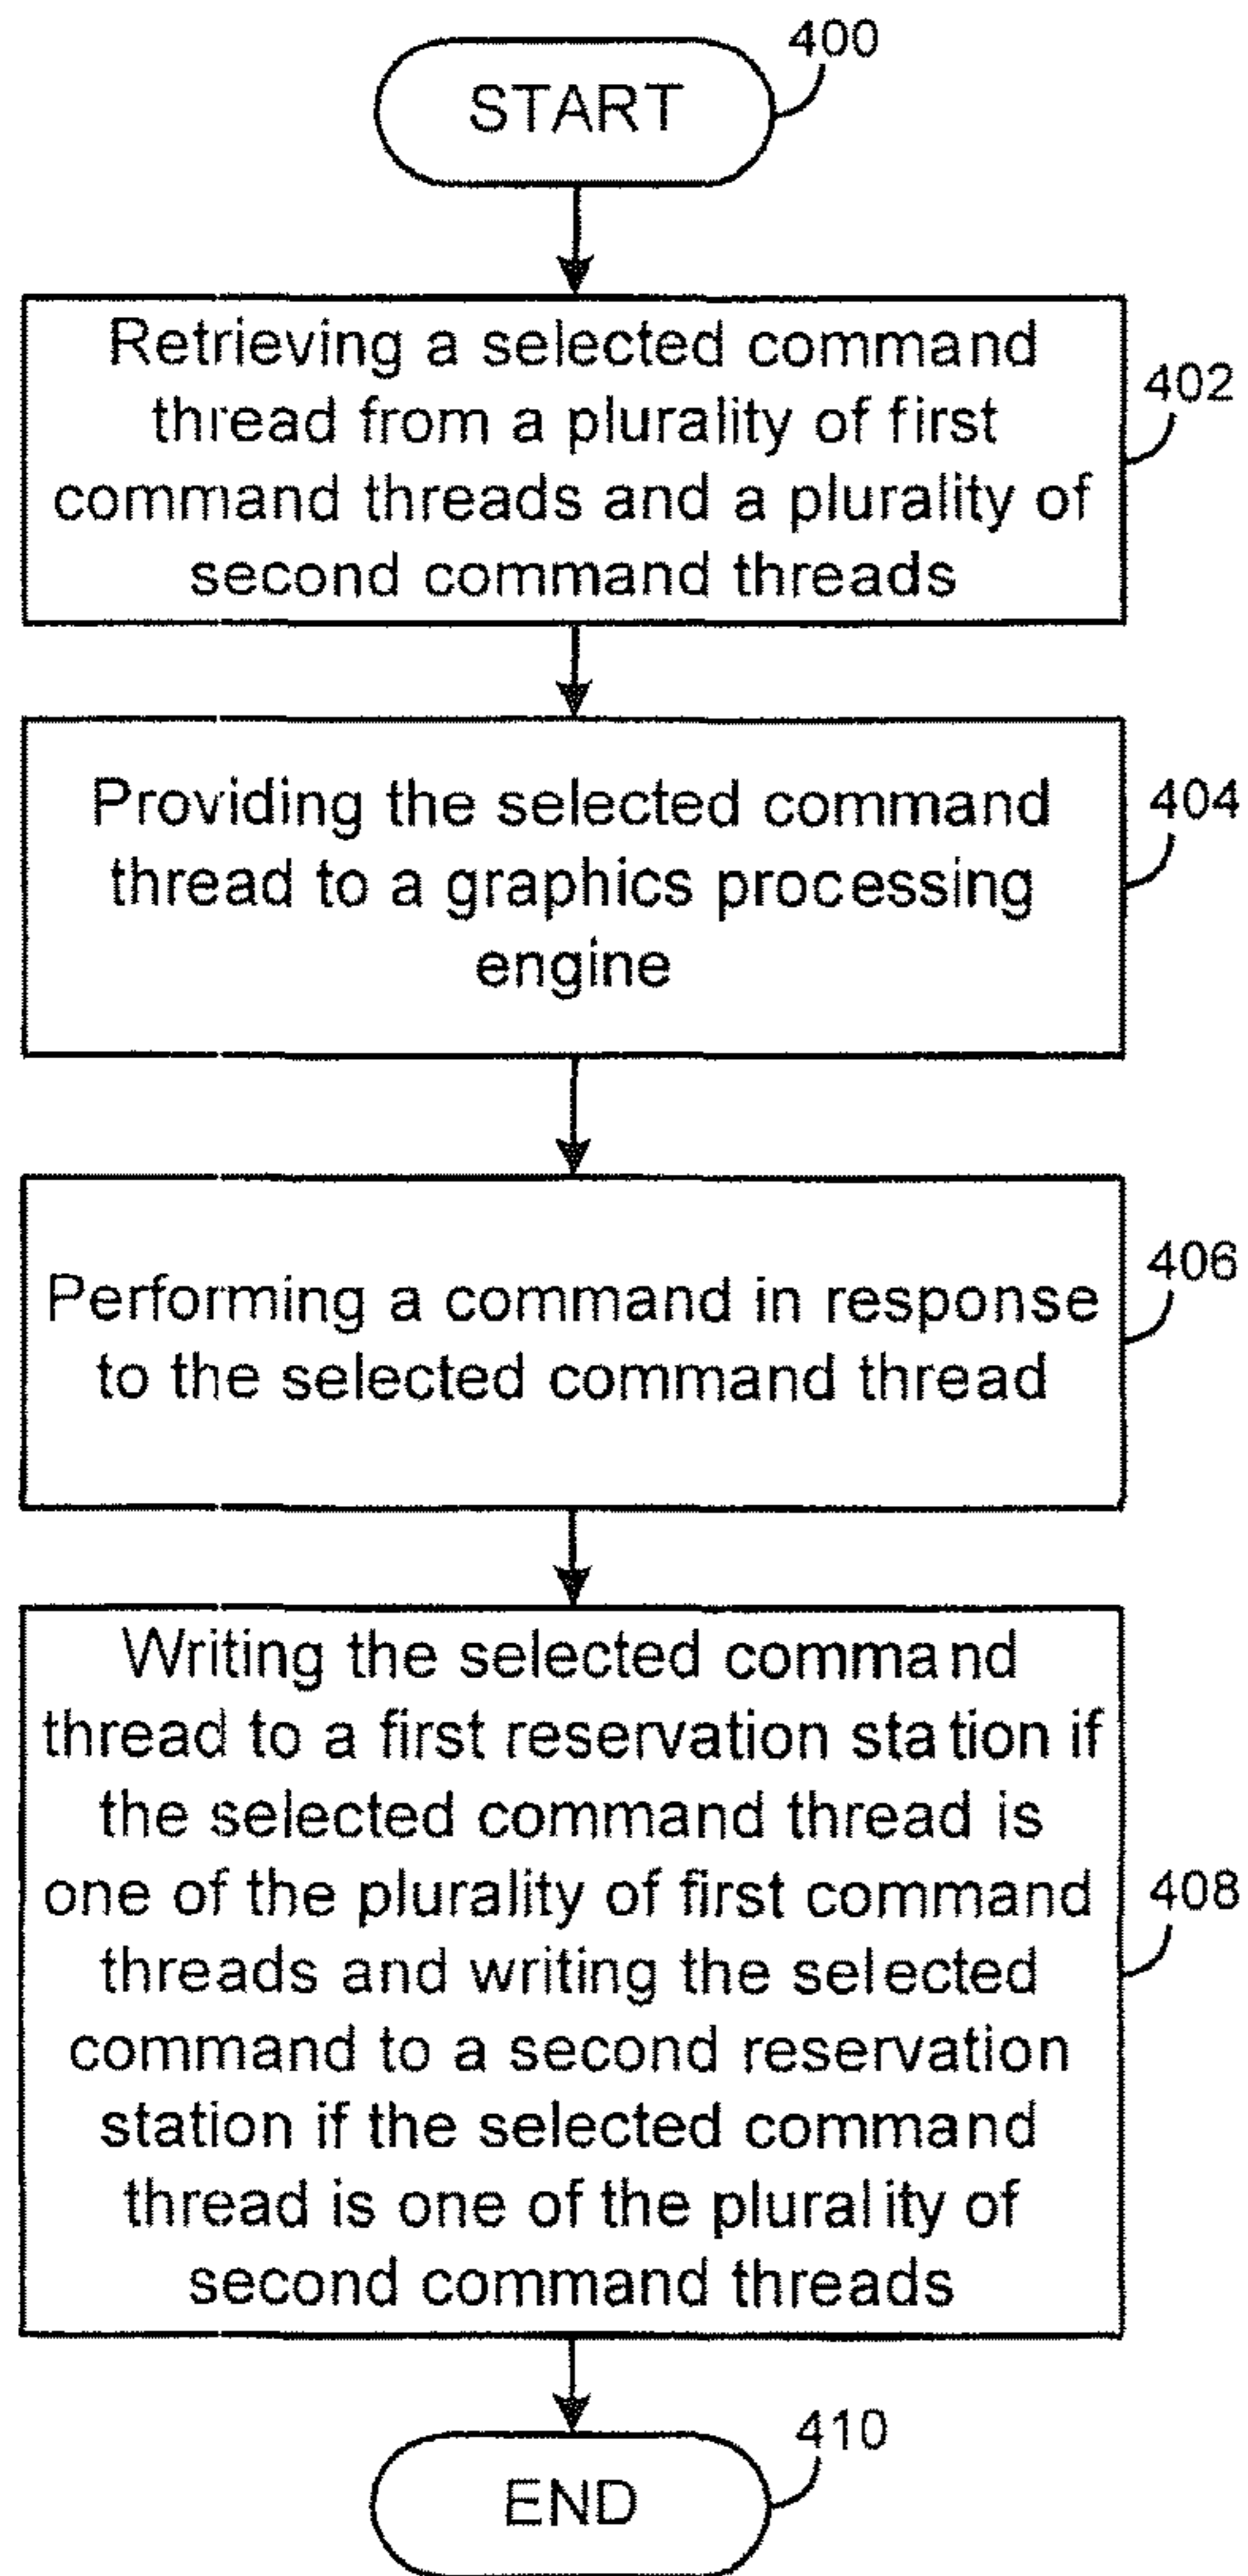 400
START
Retrieving a selected command
thread from a plurality of first
command threads and a plurality of
second command threads
402
Providing the selected command
thread to a graphics processing
engine
404
Performing a command in response
to the selected command thread
406
Writing the selected command
thread to a first reservation station if
the selected command thread is
one of the plurality of first command
threads and writing the selected
command to a second reservation
station if the selected command
thread is one of the plurality of
second command threads
408
410
END